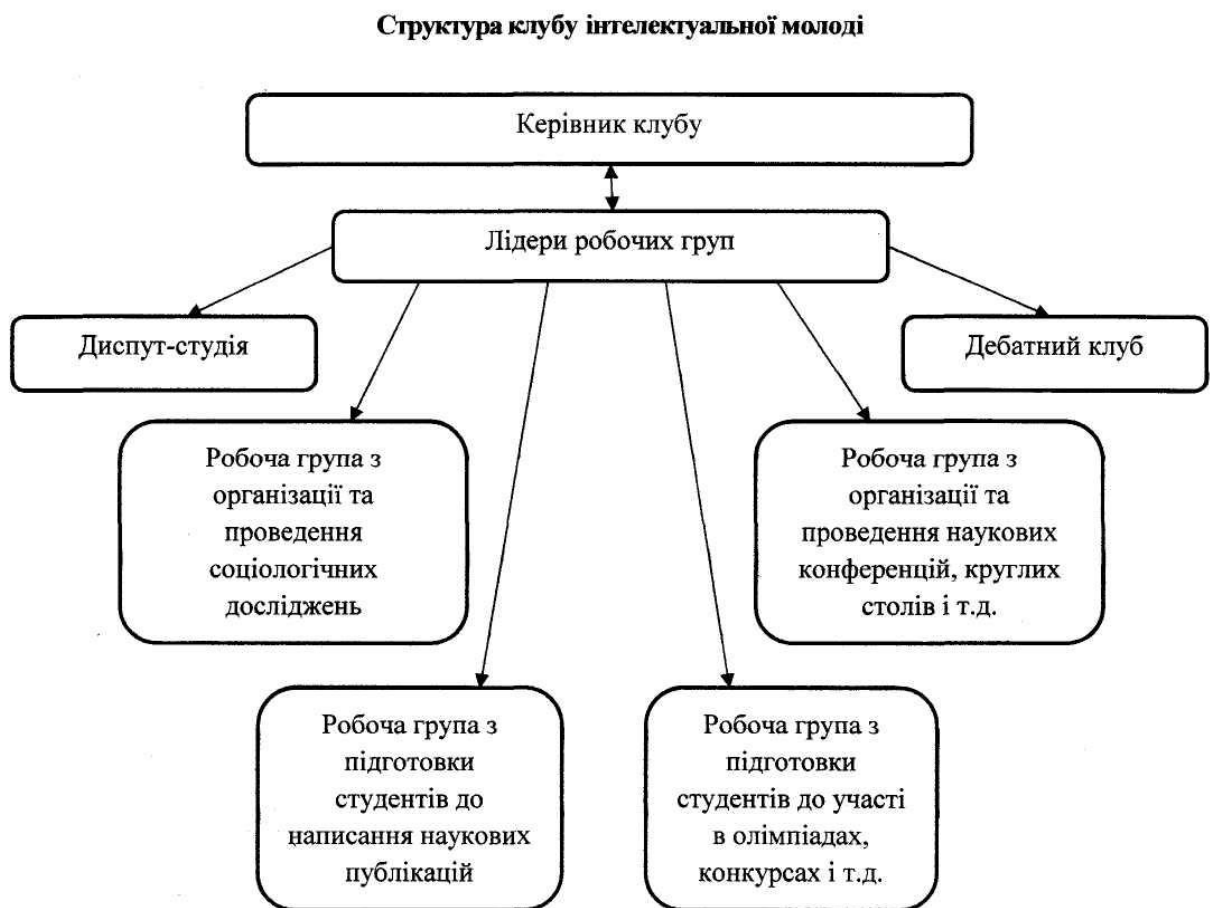 Структура клубу інтелектуальної молоді
Керівник клубу
Лідери робочих груп
Диспут-студія
Дебатний клуб
Робоча група з
організації та
проведення
соціологічних
досліджень
Робоча група з
організації та
проведення наукових
конференцій, круглих
столів і т.д.
Робоча група з
підготовки
студентів до
написання наукових
публікацій
Робоча група з
підготовки
студентів до участі
в олімпіадах,
конкурсах і т.д.